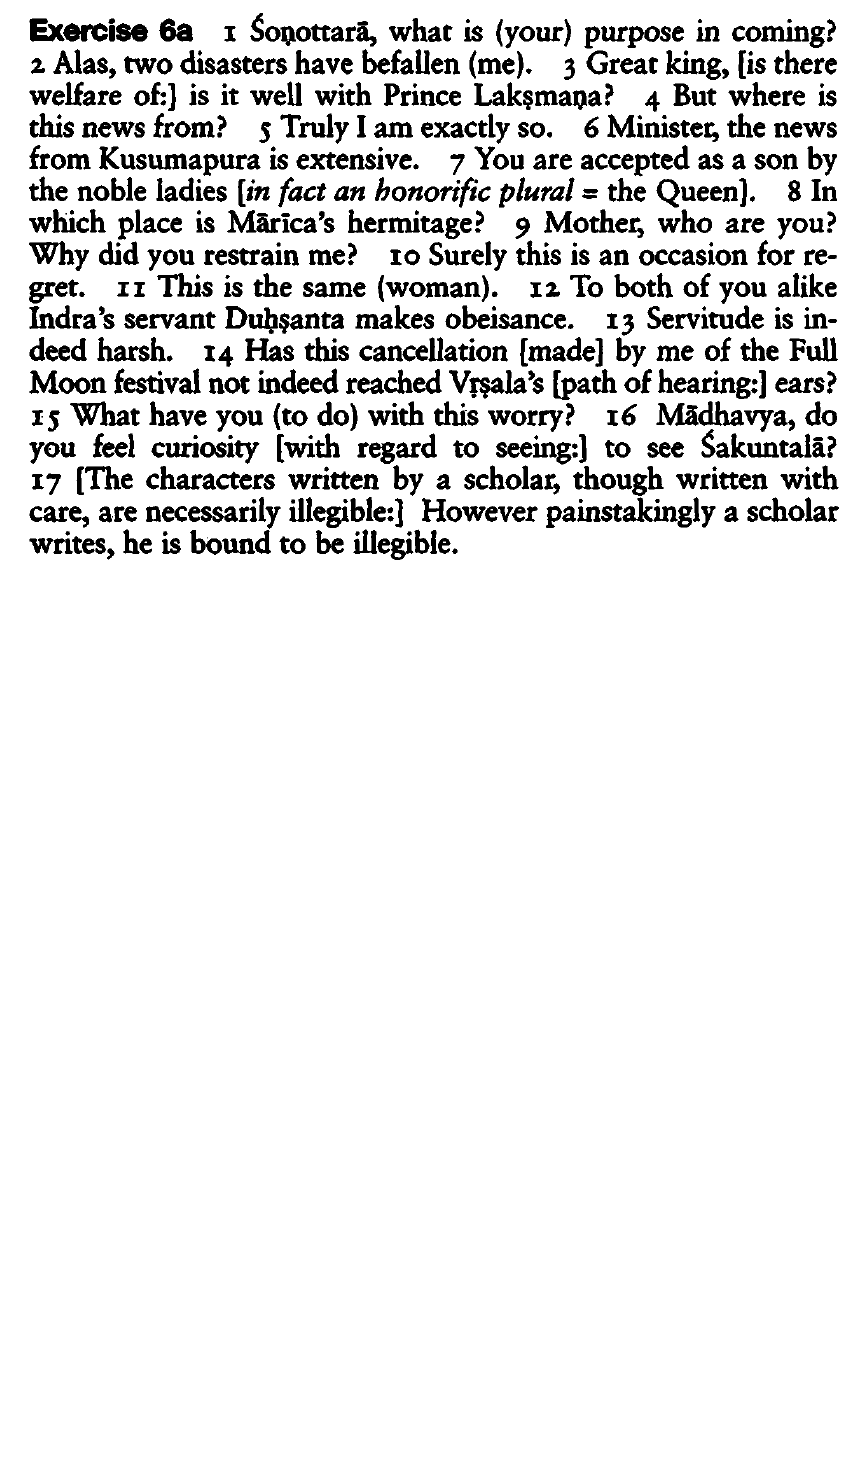 Exercise 6a 1 Śoṇottarā, what is (your) purpose in coming?
2 Alas, two disasters have befallen (me). 3 Great king, [is there
welfare of:] is it well with Prince Lakṣmaṇa? 4 But where is
this news from? 5 Truly I am exactly so. 6 Minister, the news
from Kusumapura is extensive. 7 You are accepted as a son by
the noble ladies [in fact an honorific plural = the Queen]. 8 In
which place is Mārīca's hermitage? 9 Mother, who are you?
Why did you restrain me? 10 Surely this is an occasion for re-
gret. 11 This is the same (woman). 12 To both of you alike
Indra's servant Duḥṣanta makes obeisance. 13 Servitude is in-
deed harsh. 14 Has this cancellation [made] by me of the Full
Moon festival not indeed reached Vṛṣala's [path of hearing:] ears?
15 What have you (to do) with this worry? 16 Mādhavya, do
you feel curiosity [with regard to seeing:] to see Śakuntalā?
17 [The characters written by a scholar, though written with
care, are necessarily illegible:] However painstakingly a scholar
writes, he is bound to be illegible.